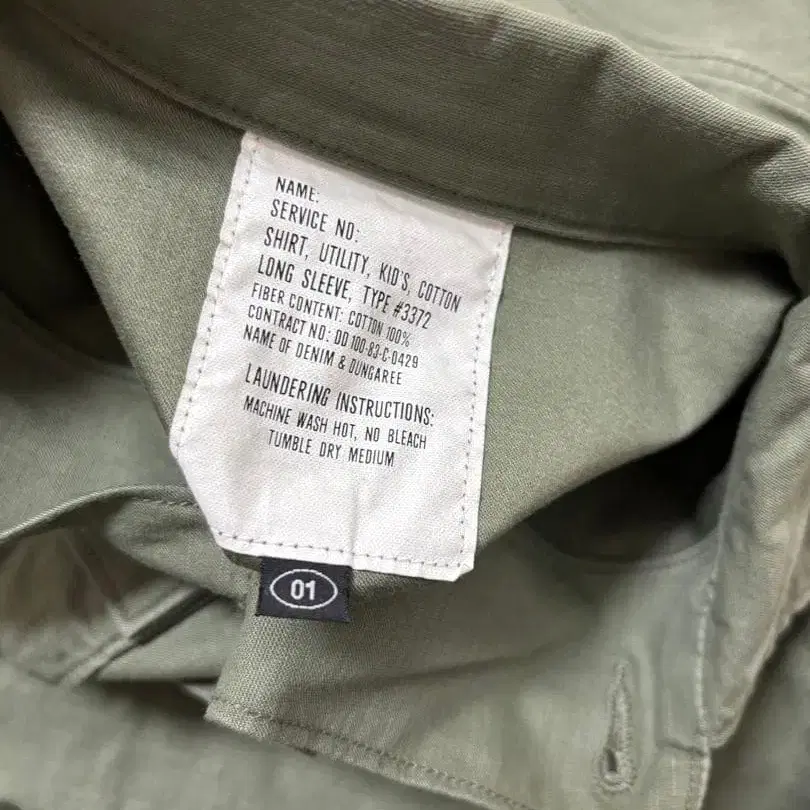 NAME:
SERVICE NO:
SHIRT, UTILITY, KID'S, COTTON
LONG SLEEVE, TYPE #3372
FIBER CONTENT: COTTON 100%
CONTRACT NO: DD 100-83-C-0429
NAME OF DENIM & DUNGAREE
LAUNDERING INSTRUCTIONS:
MACHINE WASH HOT, NO BLEACH
TUMBLE DRY MEDIUM
01